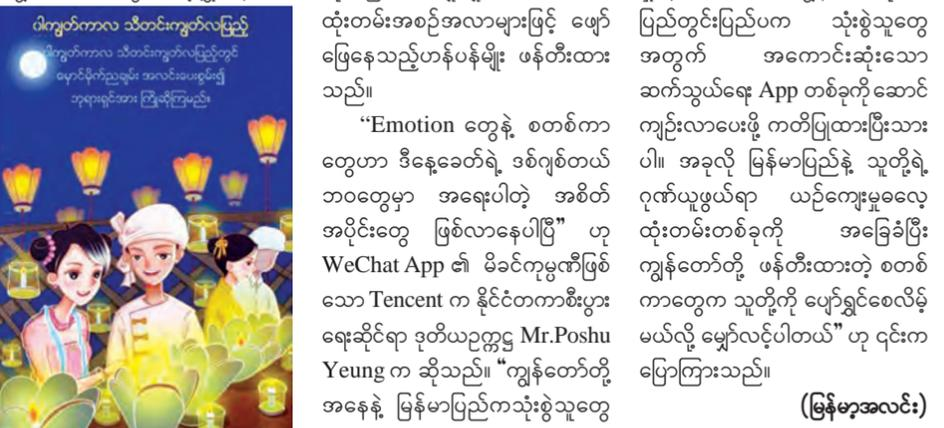 ဝါကျွတ်ကာလ သီတင်းကျွတ်လပြည့်
ဝါကျွတ်ကာလ သီတင်းကျွတ်လပြည့်တွင်
မှောင်မိုက်ညချမ်း အလင်းပေးစွမ်း၍
ဘုရားရှင်အား ကြိုဆိုကြမည်။
ထုံးတမ်းအစဉ်အလာများဖြင့် ဖျော်
ဖြေနေသည့်ဟန်ပန်မျိုး ဖန်တီးထား
သည်။
“Emotion တွေနဲ့ စတစ်ကာ
တွေဟာ ဒီနေ့ခေတ်ရဲ့ ဒစ်ဂျစ်တယ်
ဘဝတွေမှာ အရေးပါတဲ့ အစိတ်
အပိုင်းတွေ ဖြစ်လာနေပါပြီ” ဟု
WeChat App ၏ မိခင်ကုမ္ပဏီဖြစ်
သော Tencent က နိုင်ငံတကာစီးပွား
ရေးဆိုင်ရာ ဒုတိယဥက္ကဋ္ဌ Mr.Poshu
Yeung က ဆိုသည်။ “ကျွန်တော်တို့
အနေနဲ့ မြန်မာပြည်ကသုံးစွဲသူတွေ
ပြည်တွင်းပြည်ပက သုံးစွဲသူတွေ
အတွက် အကောင်းဆုံးသော
ဆက်သွယ်ရေး App တစ်ခုကို ဆောင်
ကျဉ်းလာပေးဖို့ ကတိပြုထားပြီးသား
ပါ။ အခုလို မြန်မာပြည်နဲ့ သူတို့ရဲ့
ဂုဏ်ယူဖွယ်ရာ ယဉ်ကျေးမှုဓလေ့
ထုံးတမ်းတစ်ခုကို အခြေခံပြီး
ကျွန်တော်တို့ ဖန်တီးထားတဲ့ စတစ်
ကာတွေက သူတို့ကို ပျော်ရွှင်စေလိမ့်
မယ်လို့ မျှော်လင့်ပါတယ်” ဟု ၎င်းက
ပြောကြားသည်။
(မြန်မာ့အလင်း)